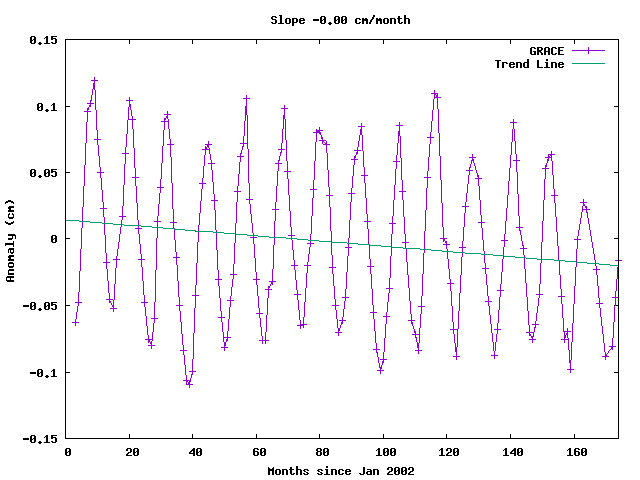 Slope -0.00 cm/month
GRACE
Trend Line
0.15
0.1
0.05
0
-0.05
-0.1
-0.15
Anomaly (cm)
0 20 40 60 80 100 120 140 160
Months since Jan 2002